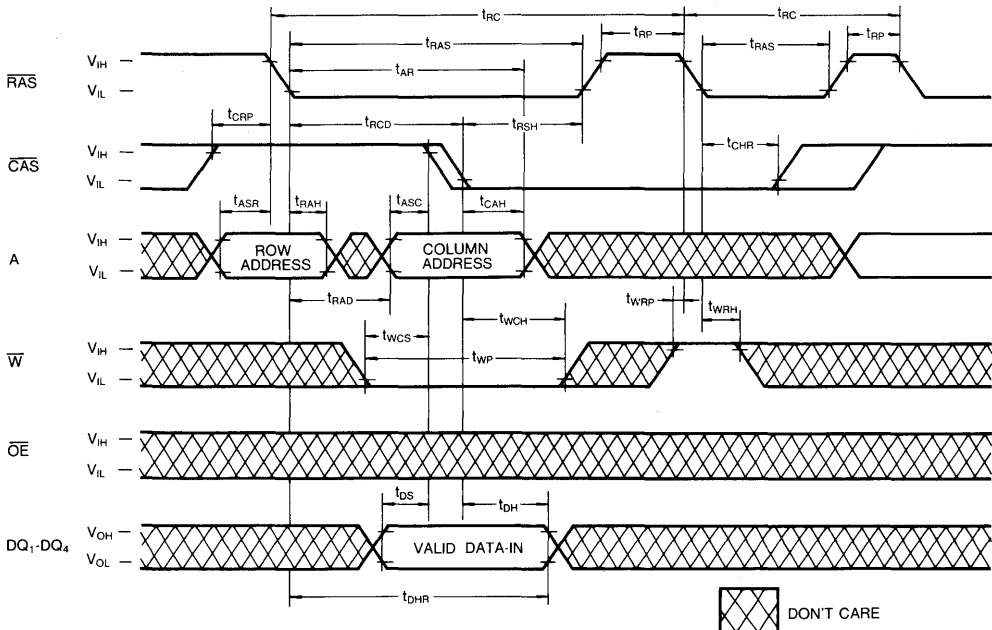 tRC tRC
tRAS tRP tRAS tRP
tAR
RAS VIH
VIL
tCRP tRCD tRSH tCHR
CAS VIH
VIL
tASR tRAH tASC tCAH
A VIH
VIL
ROW ADDRESS
COLUMN ADDRESS
tRAD
tWCS tWCH tWRP tWRH
tWP
W VIH
VIL
OE VIH
VIL
tDS tDH
DQ1-DQ4 VOH
VOL
VALID DATA-IN
tDHR
DON'T CARE